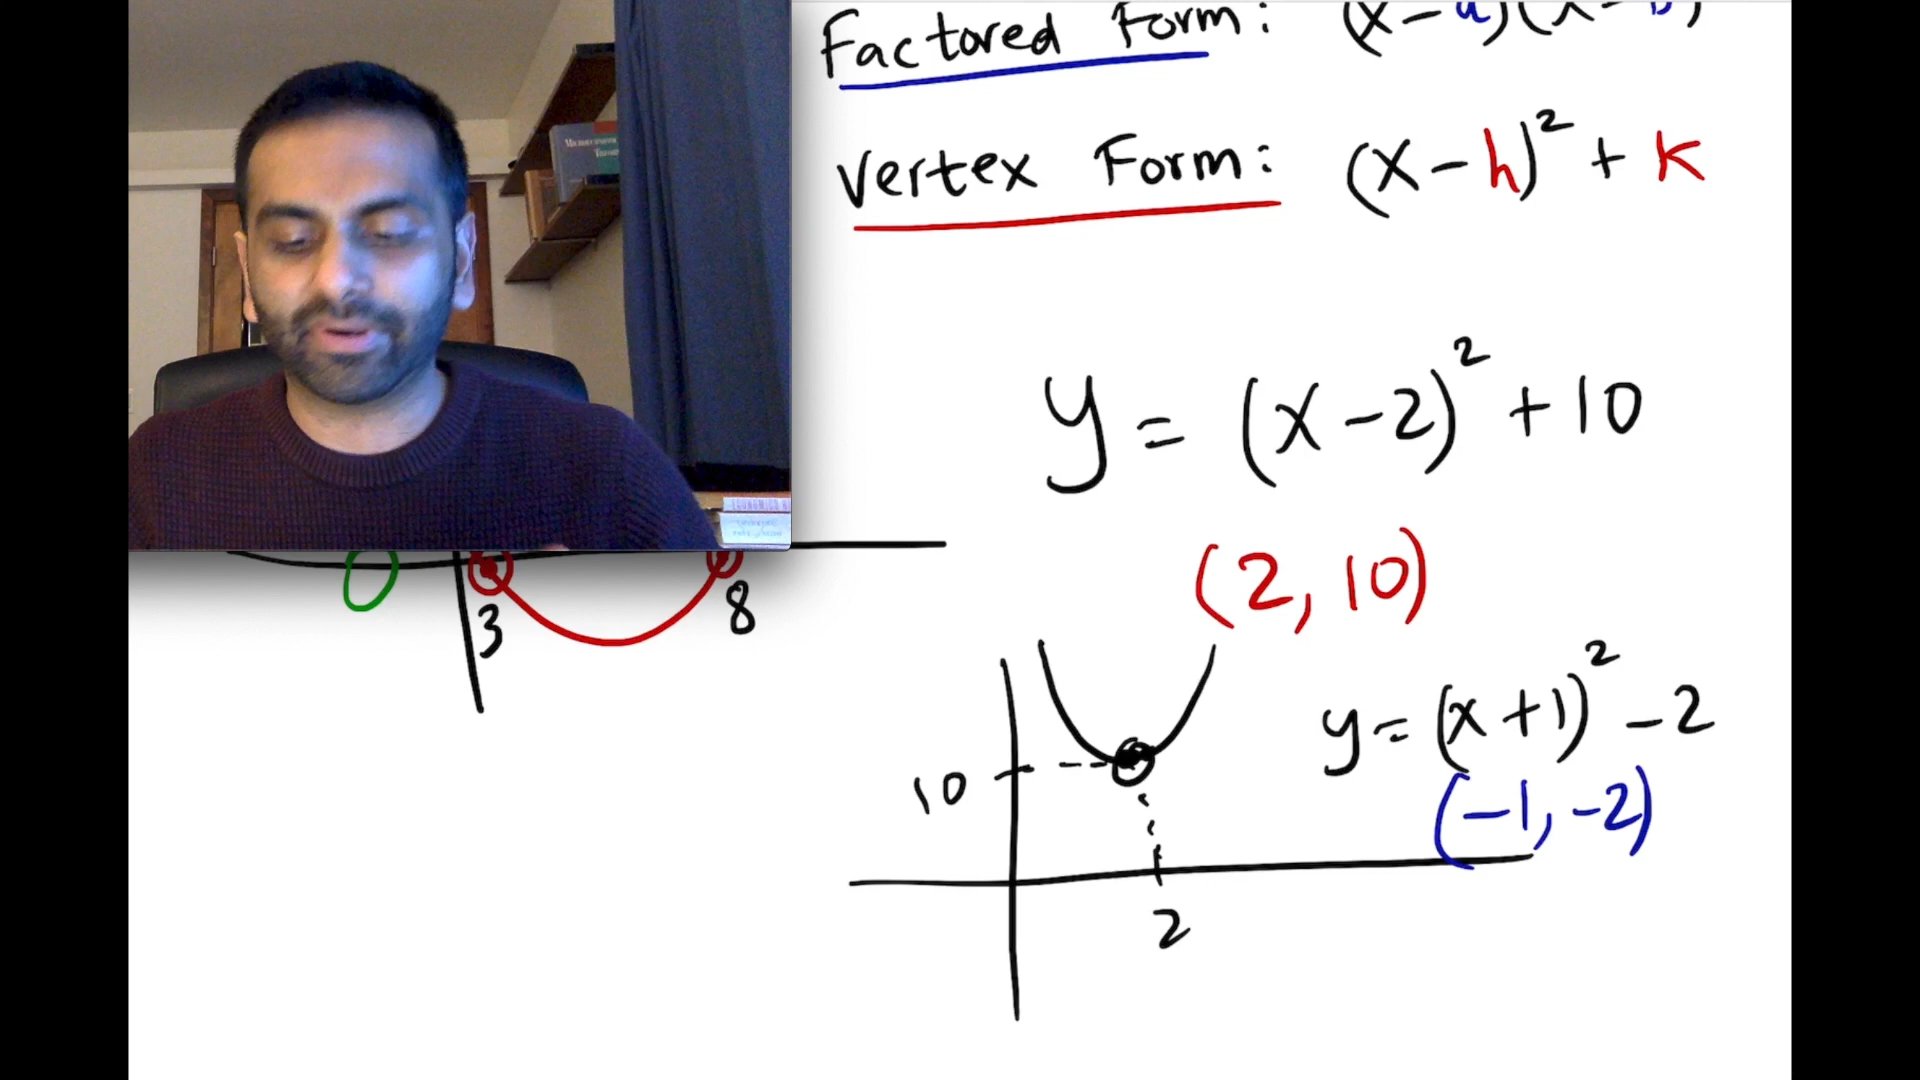 Factored Form: (x-a)(x-b)
Vertex Form: (x-h)² + k
y = (x-2)² + 10
(2, 10)
3
8
y = (x+1)² - 2
(-1, -2)
10
2